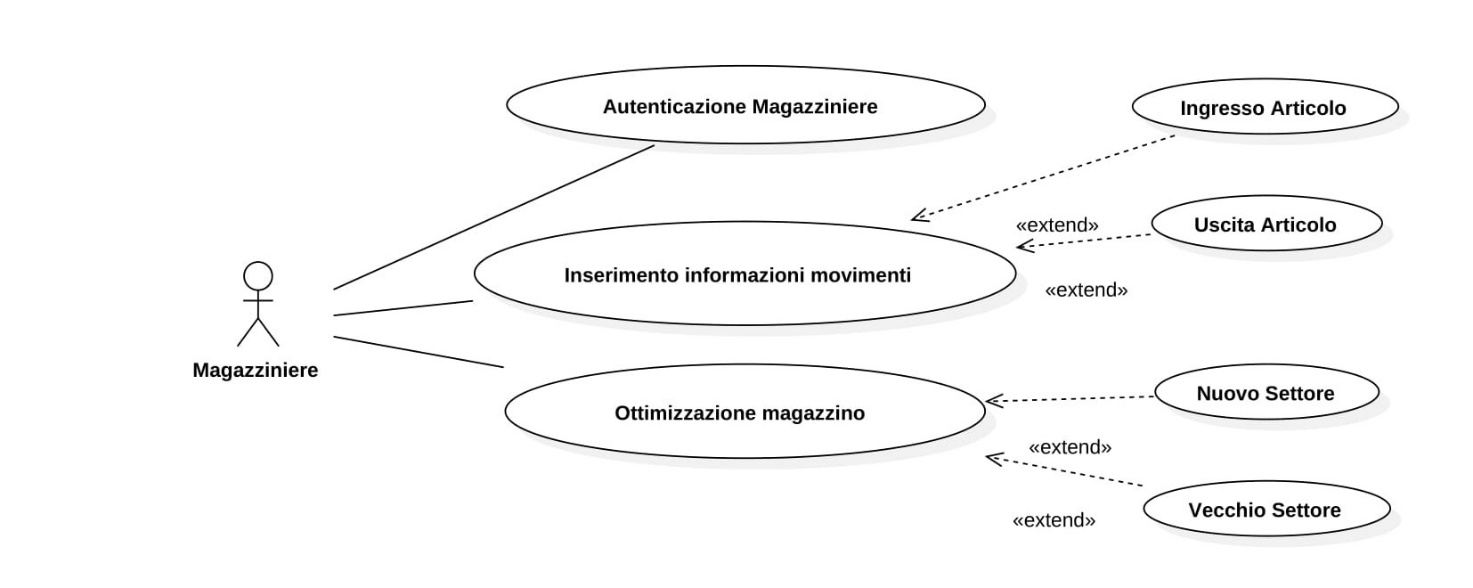 Autenticazione Magazziniere
Ingresso Articolo
«extend»
Uscita Articolo
Inserimento informazioni movimenti
«extend»
Magazziniere
Nuovo Settore
Ottimizzazione magazzino
«extend»
Vecchio Settore
«extend»